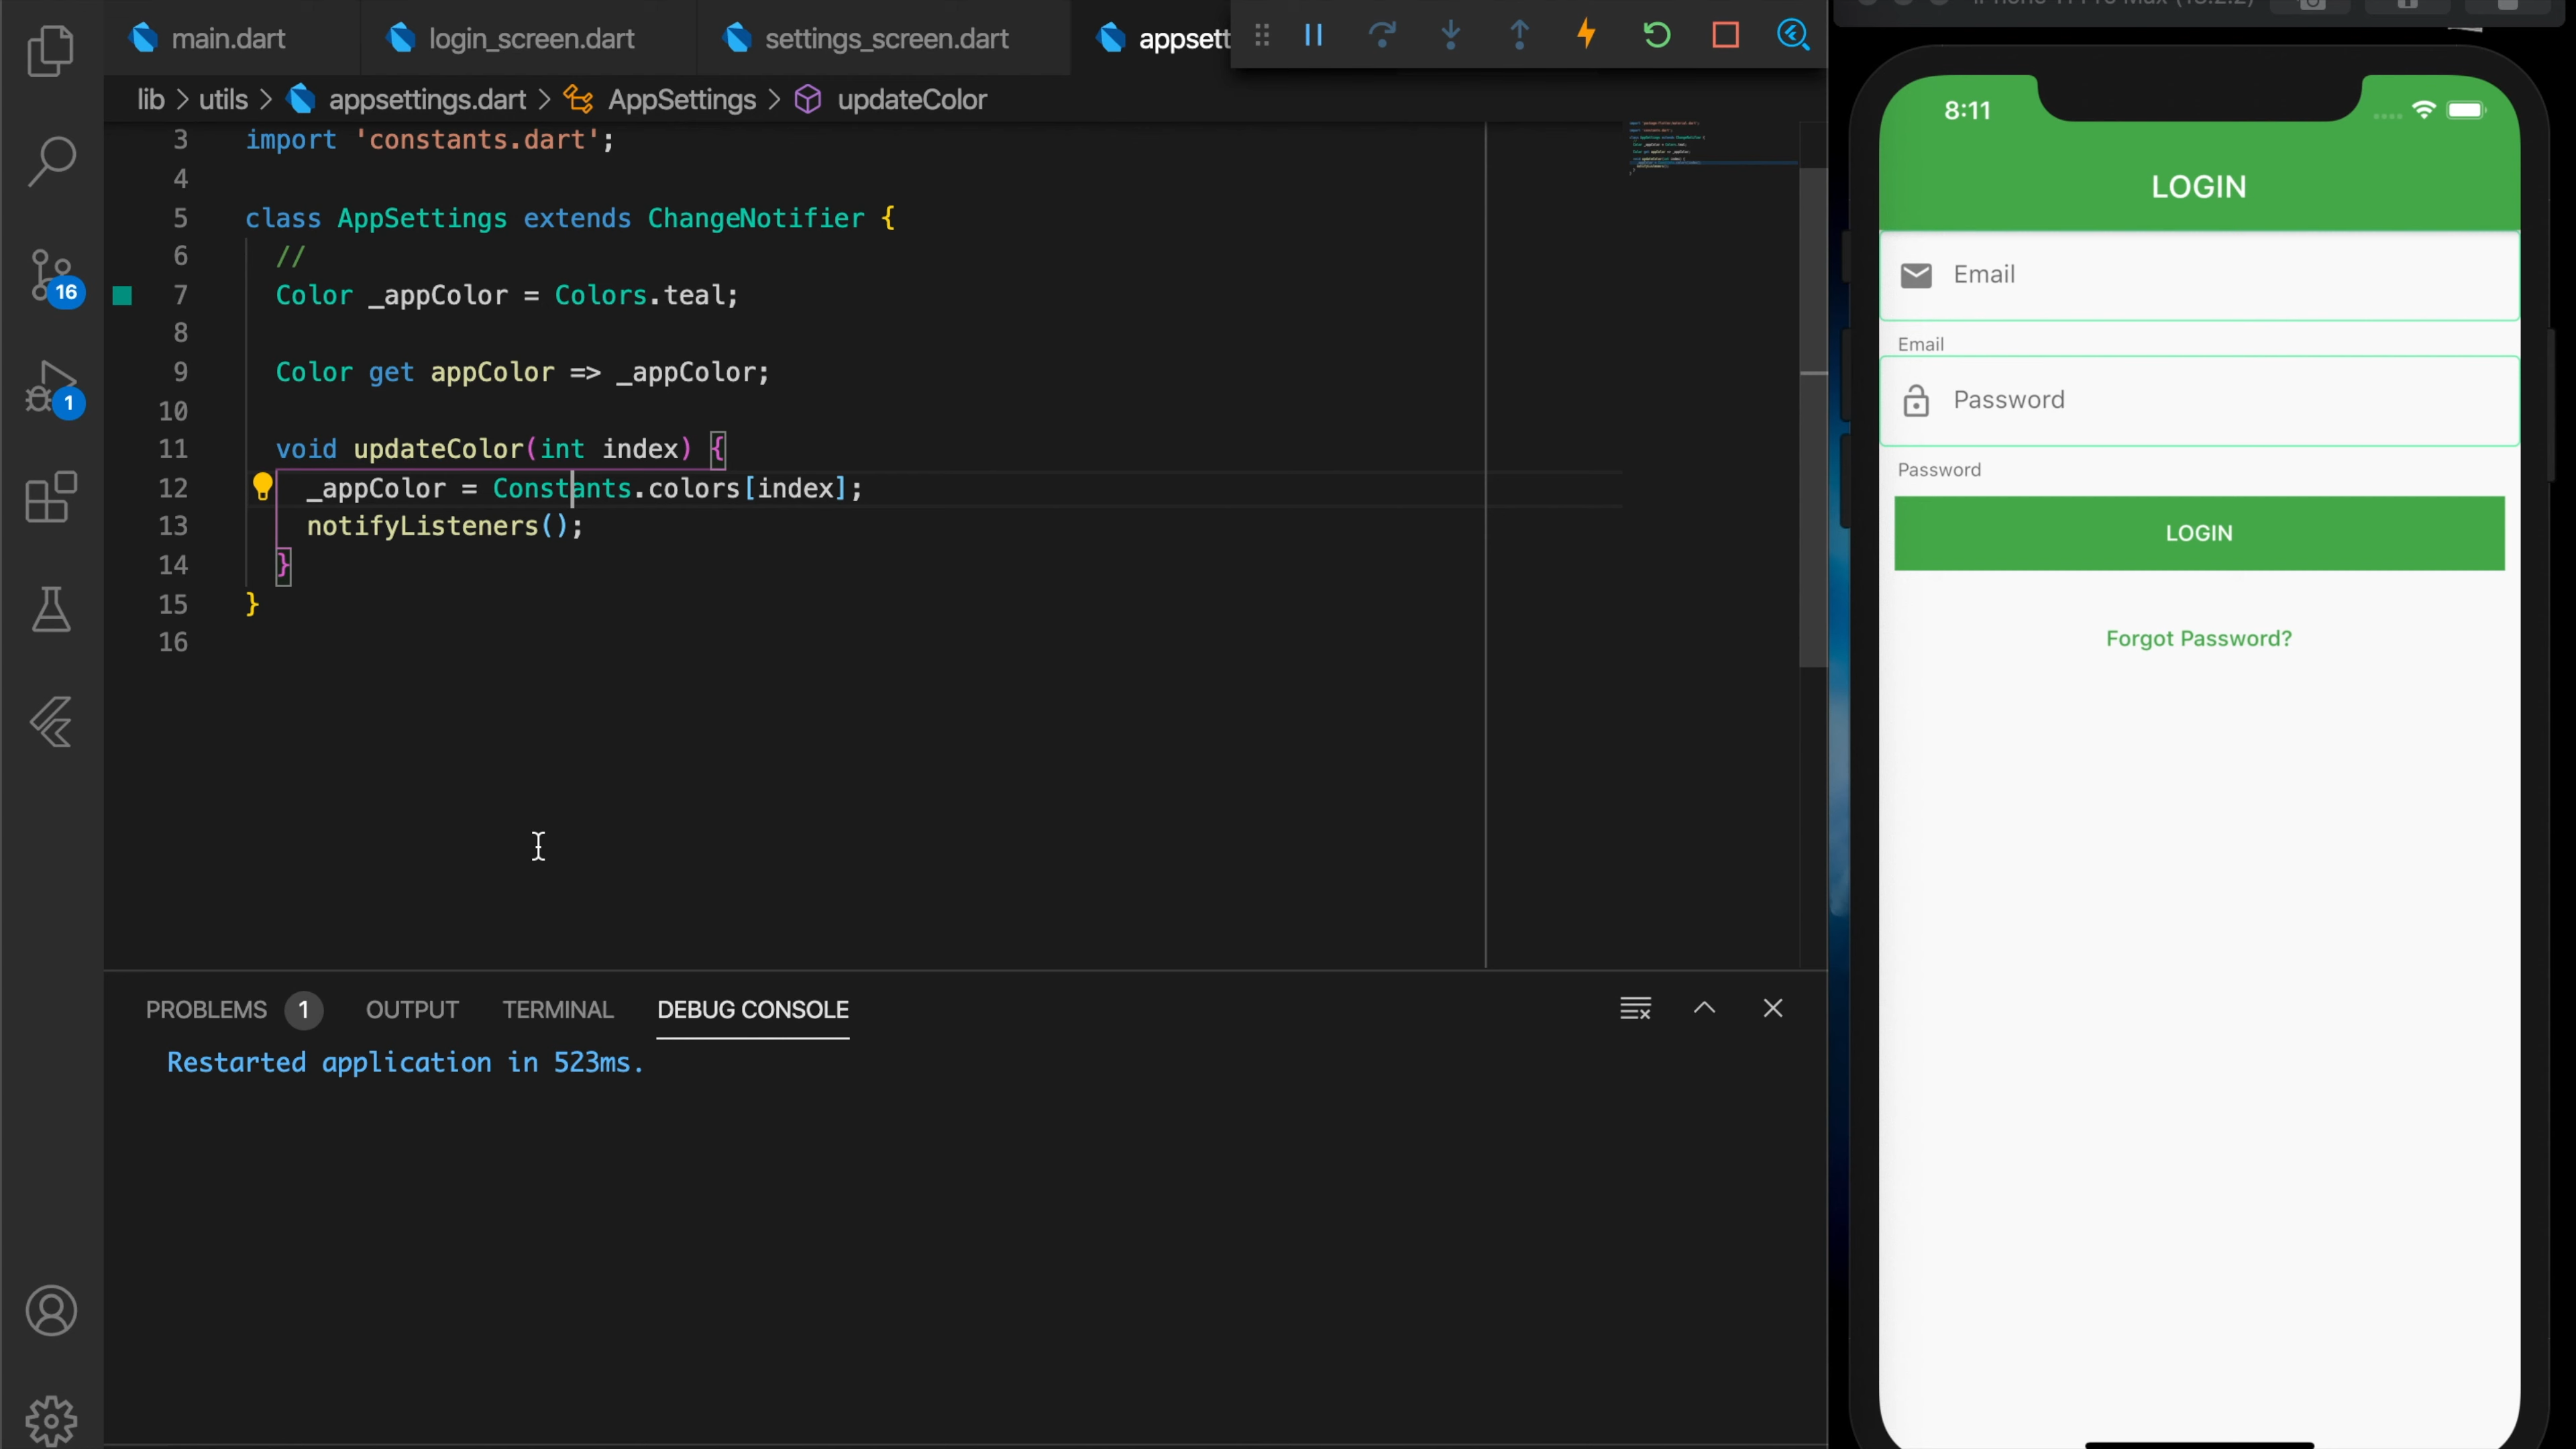 main.dart
login_screen.dart
settings_screen.dart
appsett
lib > utils > appsettings.dart > AppSettings > updateColor
3 import 'constants.dart';
4
5 class AppSettings extends ChangeNotifier {
6 //
7 Color _appColor = Colors.teal;
8
9 Color get appColor => _appColor;
10
11 void updateColor(int index) {
12 _appColor = Constants.colors[index];
13 notifyListeners();
14 }
15 }
16
16
1
PROBLEMS 1 OUTPUT TERMINAL DEBUG CONSOLE
Restarted application in 523ms.
8:11
LOGIN
Email
Email
Password
Password
LOGIN
Forgot Password?